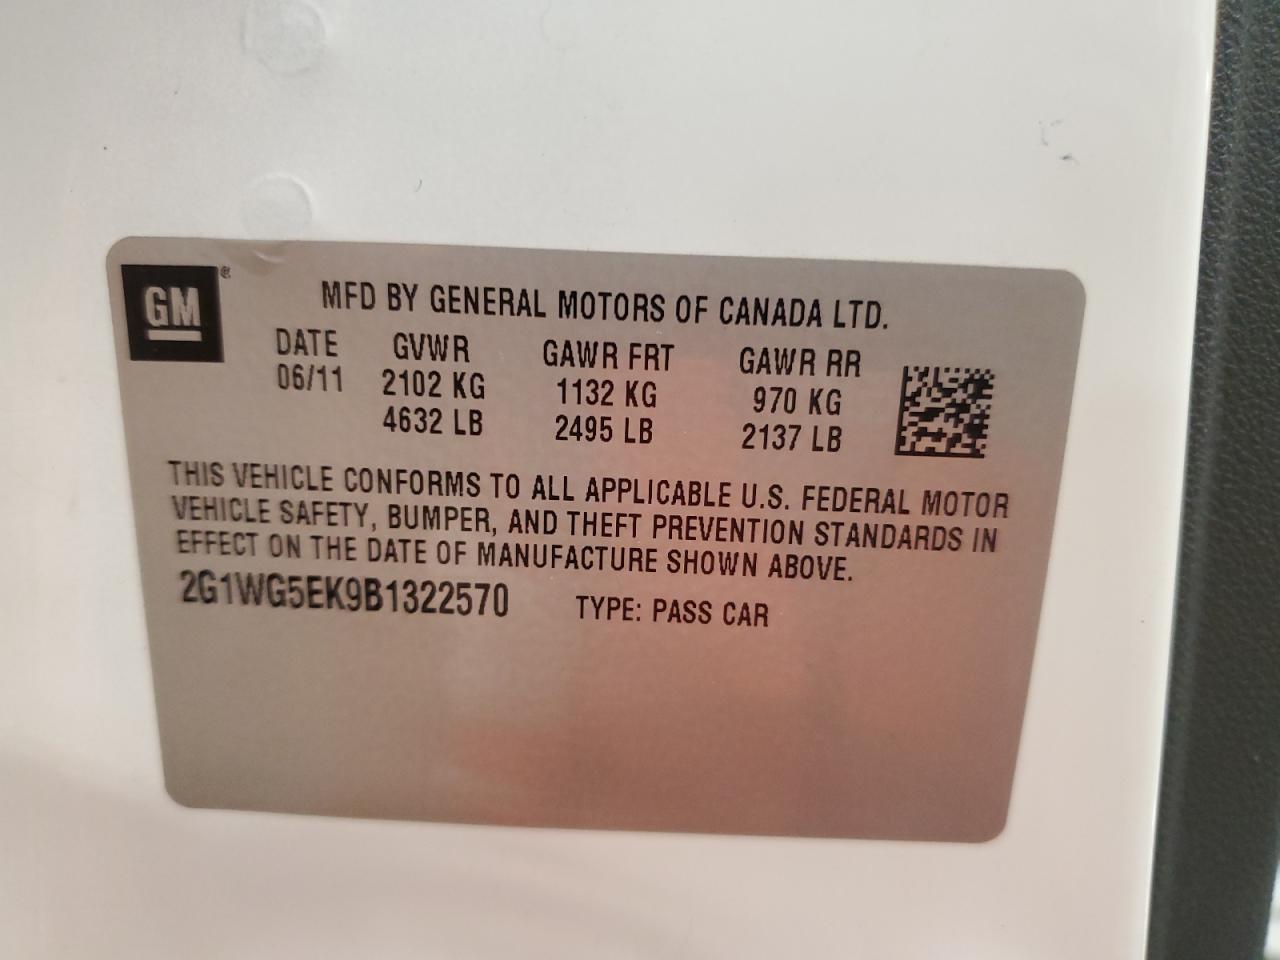 GM ®
MFD BY GENERAL MOTORS OF CANADA LTD.
DATE GVWR GAWR FRT GAWR RR
06/11 2102 KG 1132 KG 970 KG
4632 LB 2495 LB 2137 LB
THIS VEHICLE CONFORMS TO ALL APPLICABLE U.S. FEDERAL MOTOR
VEHICLE SAFETY, BUMPER, AND THEFT PREVENTION STANDARDS IN
EFFECT ON THE DATE OF MANUFACTURE SHOWN ABOVE.
2G1WG5EK9B1322570 TYPE: PASS CAR